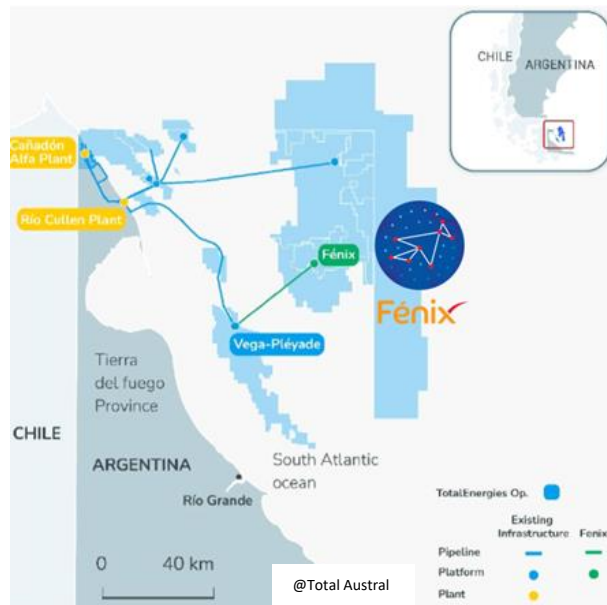 CHILE
ARGENTINA
Cañadón
Alfa Plant
Río Cullen Plant
Fénix
Fénix
Vega-Pléyade
Tierra
del fuego
Province
CHILE
ARGENTINA
South Atlantic
ocean
Río Grande
TotalEnergies Op.
Existing
Infrastructure Fenix
Pipeline
Platform
Plant
0 40 km
@Total Austral